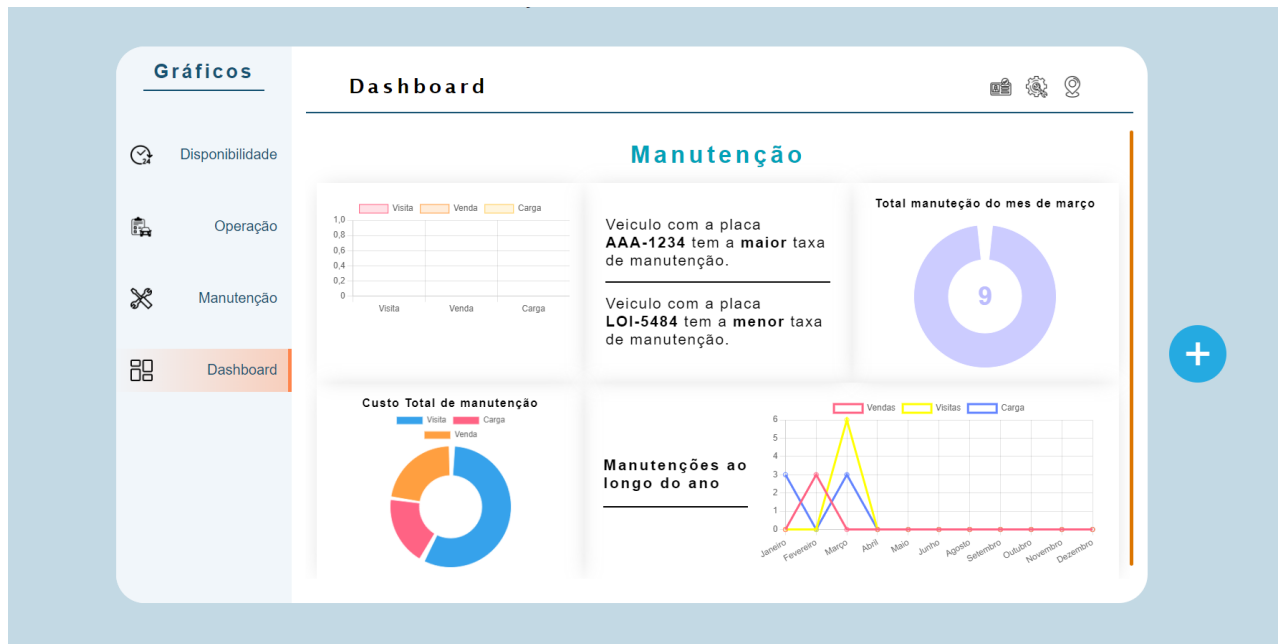 Gráficos
Disponibilidade
Operação
Manutenção
Dashboard
Dashboard
Manutenção
Visita Venda Carga
1,0
0,8
0,6
0,4
0,2
0
Visita Venda Carga
Veiculo com a placa
AAA-1234 tem a maior taxa
de manutenção.
Veiculo com a placa
LOI-5484 tem a menor taxa
de manutenção.
Total manuteção do mes de março
9
Custo Total de manutenção
Visita Carga
Venda
Manutenções ao
longo do ano
Vendas Visitas Carga
6
5
4
3
2
1
0
Janeiro Fevereiro Março Abril Maio Junho Agosto Setembro Outubro Novembro Dezembro
+